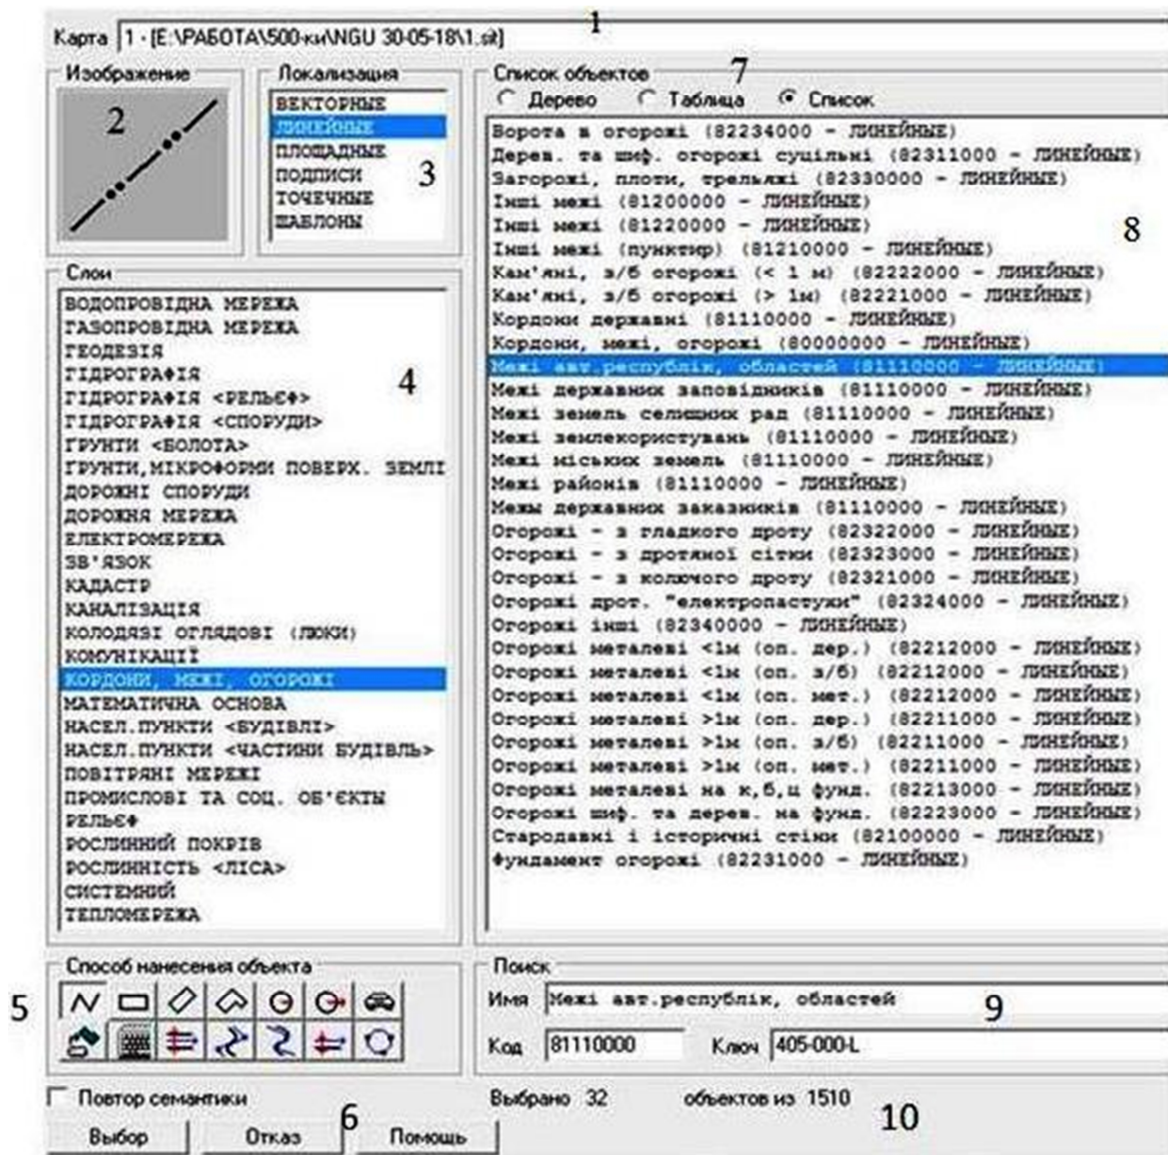 1
Карта 1 - [E:\РАБОТА\500-ки\NGU 30-05-18\1.sit]
Изображение
2
Локализация
ВЕКТОРНЫЕ
ЛИНЕЙНЫЕ
ПЛОЩАДНЫЕ
ПОДПИСИ
ТОЧЕЧНЫЕ
ШАБЛОНЫ
3
Слои
ВОДОПРОВІДНА МЕРЕЖА
ГАЗОПРОВІДНА МЕРЕЖА
ГЕОДЕЗІЯ
ГІДРОГРАФІЯ
ГІДРОГРАФІЯ <РЕЛЬЄФ>
ГІДРОГРАФІЯ <СПОРУДИ>
ГРУНТИ <БОЛОТА>
ГРУНТИ,МІКРОФОРМИ ПОВЕРХ. ЗЕМЛІ
ДОРОЖНІ СПОРУДИ
ДОРОЖНЯ МЕРЕЖА
ЕЛЕКТРОМЕРЕЖА
ЗВ'ЯЗОК
КАДАСТР
КАНАЛІЗАЦІЯ
КОЛОДЯЗІ ОГЛЯДОВІ (ЛЮКИ)
КОМУНІКАЦІЇ
КОРДОНИ, МЕЖІ, ОГОРОЖІ
МАТЕМАТИЧНА ОСНОВА
НАСЕЛ.ПУНКТИ <БУДІВЛІ>
НАСЕЛ.ПУНКТИ <ЧАСТИНИ БУДІВЛЬ>
ПОВІТРЯНІ МЕРЕЖІ
ПРОМИСЛОВІ ТА СОЦ. ОБ'ЄКТЫ
РЕЛЬЄФ
РОСЛИННИЙ ПОКРІВ
РОСЛИННІСТЬ <ЛІСА>
СИСТЕМНИЙ
ТЕПЛОМЕРЕЖА
4
7
Список объектов
Дерево Таблица Список
Ворота в огорожі (82234000 - ЛИНЕЙНЫЕ)
Дерев. та шиф. огорожі суцільні (82311000 - ЛИНЕЙНЫЕ)
Загорожі, плоти, трельяжі (82330000 - ЛИНЕЙНЫЕ)
Інші межі (81200000 - ЛИНЕЙНЫЕ)
Інші межі (81220000 - ЛИНЕЙНЫЕ)
Інші межі (пунктир) (81210000 - ЛИНЕЙНЫЕ)
Кам'яні, з/б огорожі (< 1 м) (82222000 - ЛИНЕЙНЫЕ)
Кам'яні, з/б огорожі (> 1м) (82221000 - ЛИНЕЙНЫЕ)
Кордони державні (81110000 - ЛИНЕЙНЫЕ)
Кордони, межі, огорожі (80000000 - ЛИНЕЙНЫЕ)
Межі авт.республік, областей (81110000 - ЛИНЕЙНЫЕ)
Межі державних заповідників (81110000 - ЛИНЕЙНЫЕ)
Межі земель селищних рад (81110000 - ЛИНЕЙНЫЕ)
Межі землекористувань (81110000 - ЛИНЕЙНЫЕ)
Межі міських земель (81110000 - ЛИНЕЙНЫЕ)
Межі районів (81110000 - ЛИНЕЙНЫЕ)
Межы державних заказників (81110000 - ЛИНЕЙНЫЕ)
Огорожі - з гладкого дроту (82322000 - ЛИНЕЙНЫЕ)
Огорожі - з дротяної сітки (82323000 - ЛИНЕЙНЫЕ)
Огорожі - з колючого дроту (82321000 - ЛИНЕЙНЫЕ)
Огорожі дрот. "електропастухи" (82324000 - ЛИНЕЙНЫЕ)
Огорожі інші (82340000 - ЛИНЕЙНЫЕ)
Огорожі металеві <1м (оп. дер.) (82212000 - ЛИНЕЙНЫЕ)
Огорожі металеві <1м (оп. з/б) (82212000 - ЛИНЕЙНЫЕ)
Огорожі металеві <1м (оп. мет.) (82212000 - ЛИНЕЙНЫЕ)
Огорожі металеві >1м (оп. дер.) (82211000 - ЛИНЕЙНЫЕ)
Огорожі металеві >1м (оп. з/б) (82211000 - ЛИНЕЙНЫЕ)
Огорожі металеві >1м (оп. мет.) (82211000 - ЛИНЕЙНЫЕ)
Огорожі металеві на к,б,ц фунд. (82213000 - ЛИНЕЙНЫЕ)
Огорожі шиф. та дерев. на фунд. (82223000 - ЛИНЕЙНЫЕ)
Стародавні і історичні стіни (82100000 - ЛИНЕЙНЫЕ)
Фундамент огорожі (82231000 - ЛИНЕЙНЫЕ)
8
Способ нанесения объекта
5
Поиск
Имя Межі авт.республік, областей
9
Код 81110000 Ключ 405-000-L
Повтор семантики
Выбрано 32 объектов из 1510
10
6
Выбор Отказ Помощь